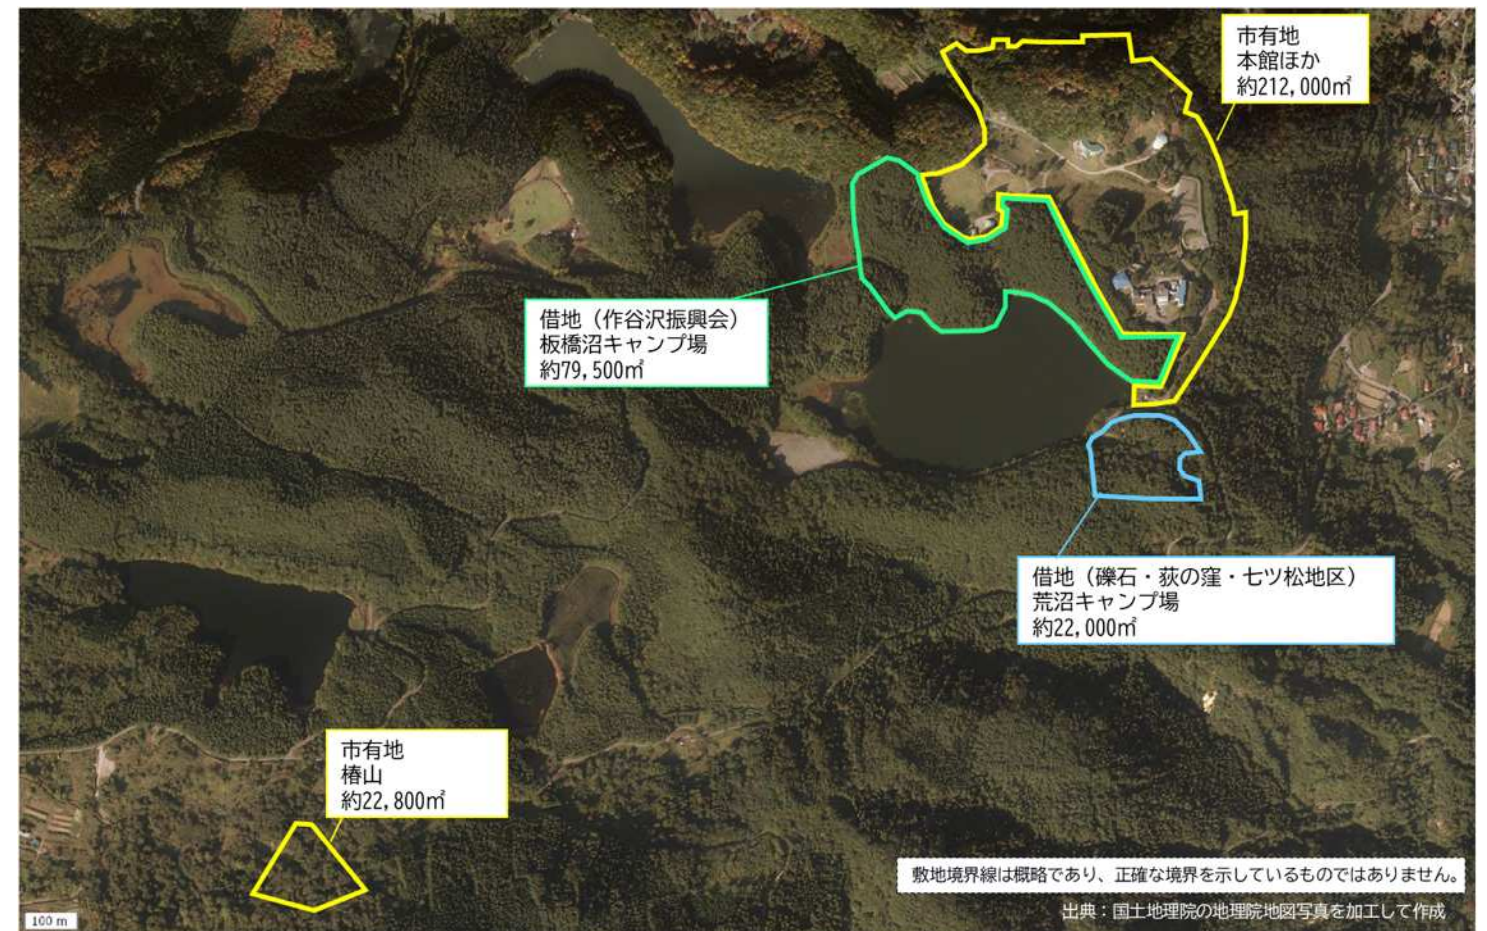 市有地
本館ほか
約212,000㎡
借地（作谷沢振興会）
板橋沼キャンプ場
約79,500㎡
借地（礫石・荻の窪・七ツ松地区）
荒沼キャンプ場
約22,000㎡
市有地
椿山
約22,800㎡
敷地境界線は概略であり、正確な境界を示しているものではありません。
出典：国土地理院の地理院地図写真を加工して作成
100 m